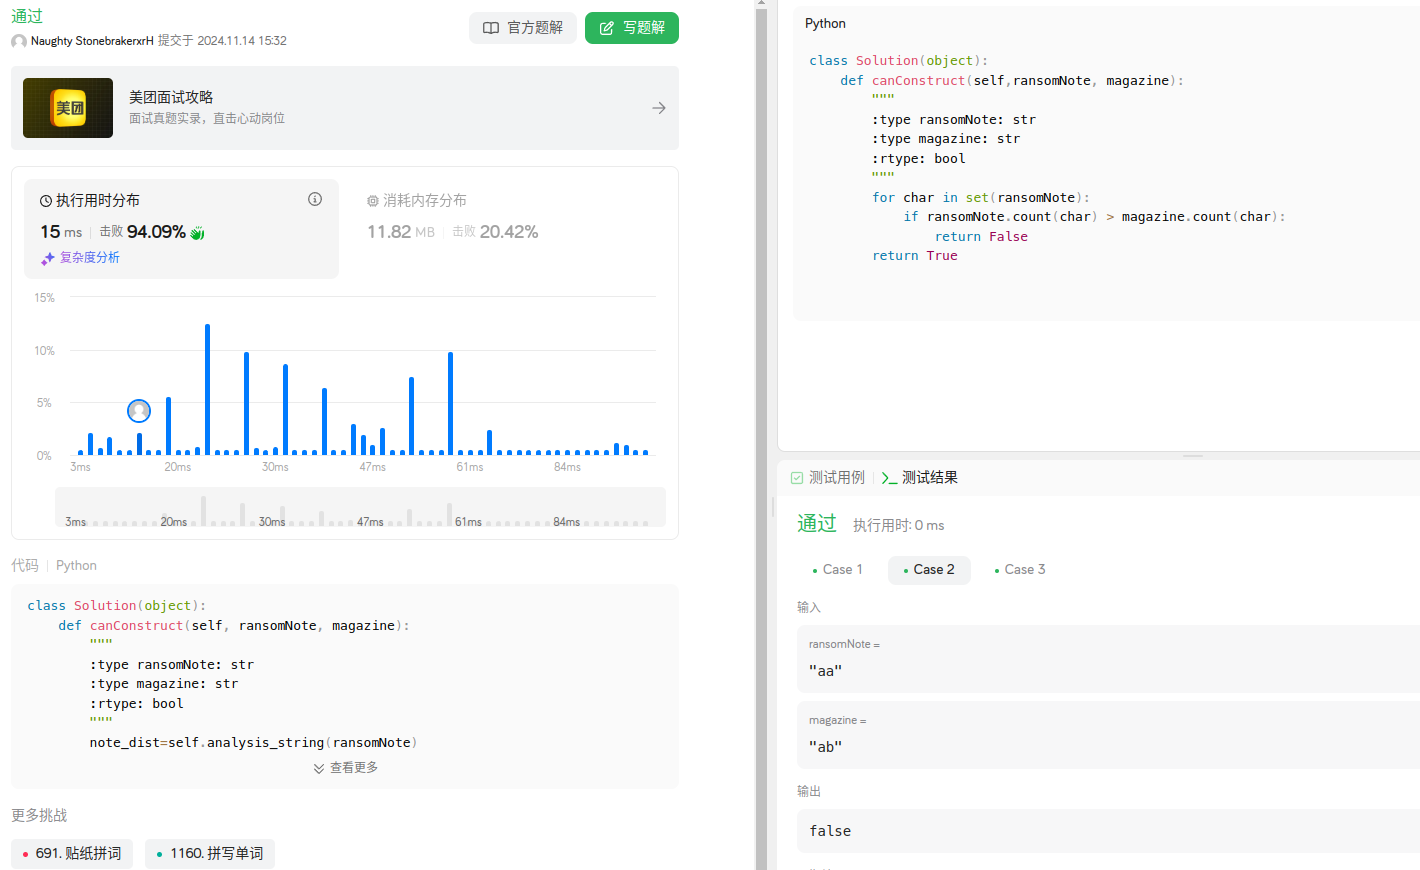 通过
Naughty StonebrakerxrH 提交于 2024.11.14 15:32
官方题解
写题解
美团
美团面试攻略
面试真题实录，直击心动岗位
执行用时分布
15 ms 击败 94.09%
复杂度分析
消耗内存分布
11.82 MB 击败 20.42%
15%
10%
5%
0%
3ms 20ms 30ms 47ms 61ms 84ms
3ms 20ms 30ms 47ms 61ms 84ms
代码 Python
class Solution(object):
    def canConstruct(self, ransomNote, magazine):
        """
        :type ransomNote: str
        :type magazine: str
        :rtype: bool
        """
        note_dist=self.analysis_string(ransomNote)
查看更多
更多挑战
691. 贴纸拼词
1160. 拼写单词
Python
class Solution(object):
    def canConstruct(self,ransomNote, magazine):
        """
        :type ransomNote: str
        :type magazine: str
        :rtype: bool
        """
        for char in set(ransomNote):
            if ransomNote.count(char) > magazine.count(char):
                return False
        return True
测试用例
测试结果
通过 执行用时: 0 ms
Case 1 Case 2 Case 3
输入
ransomNote =
"aa"
magazine =
"ab"
输出
false